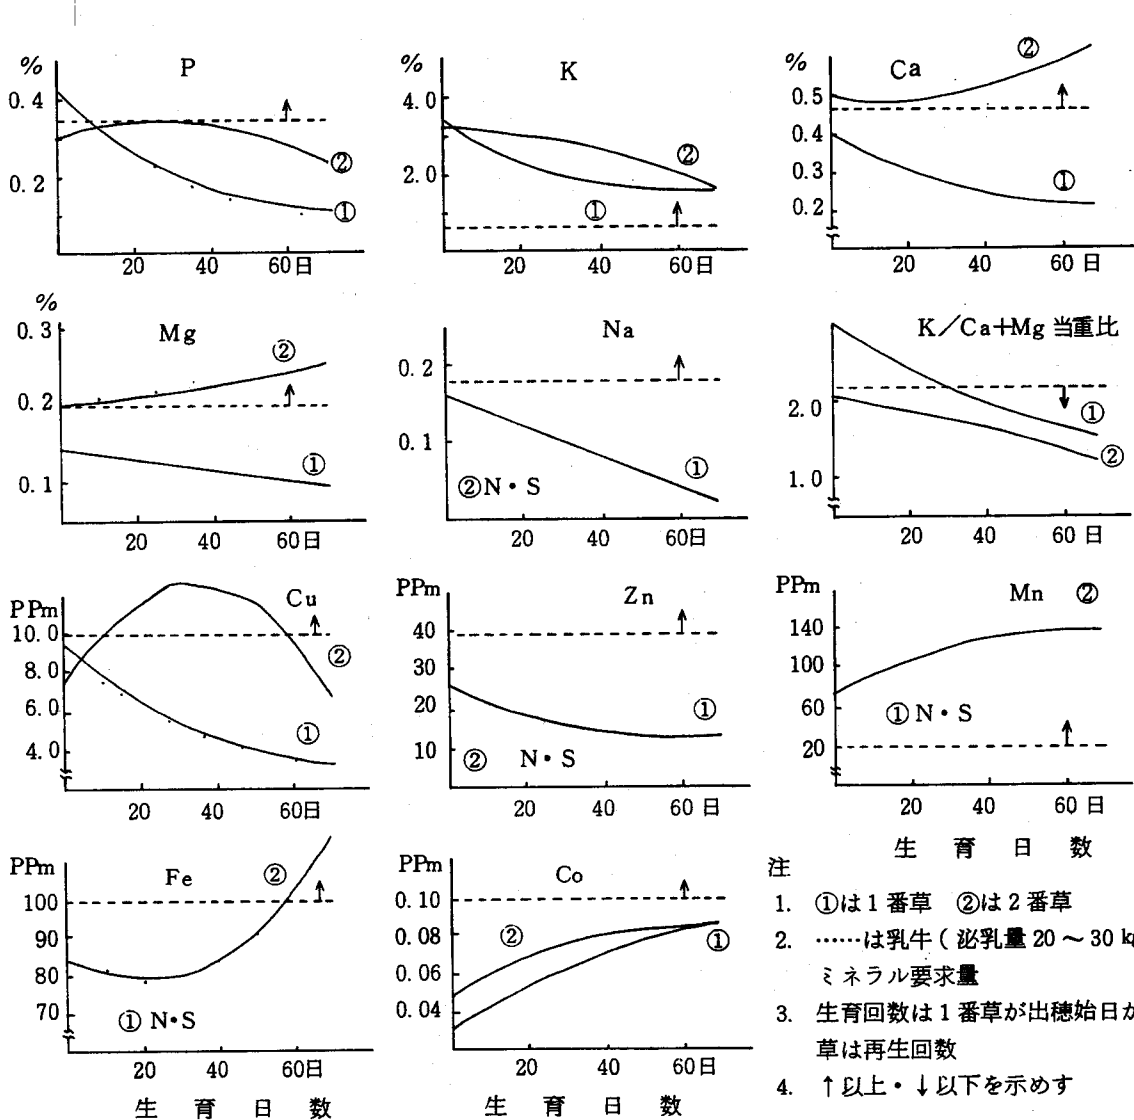 % P
0.4
0.2
②
①
20 40 60日
% K
4.0
2.0
②
①
20 40 60日
% Ca
②
0.5
0.4
0.3
0.2
①
20 40 60日
% Mg
0.3
0.2
0.1
②
①
20 40 60日
Na
0.2
0.1
①
②N・S
20 40 60日
K／Ca+Mg 当重比
2.0
1.0
①
②
20 40 60日
PPm Cu
10.0
8.0
6.0
4.0
②
①
20 40 60日
PPm Zn
40
30
20
10
①
② N・S
20 40 60日
PPm Mn ②
140
100
60
20
①N・S
20 40 60日
生 育 日 数
PPm Fe ②
100
90
80
70
①N・S
20 40 60日
生 育 日 数
PPm Co
0.10
0.08
0.06
0.04
②
①
20 40 60日
生 育 日 数
注
1. ①は1番草 ②は2番草
2. ……は乳牛(泌乳量20～30
ミネラル要求量
3. 生育回数は1番草が出穂始日
草は再生回数
4. ↑以上・↓以下を示めす